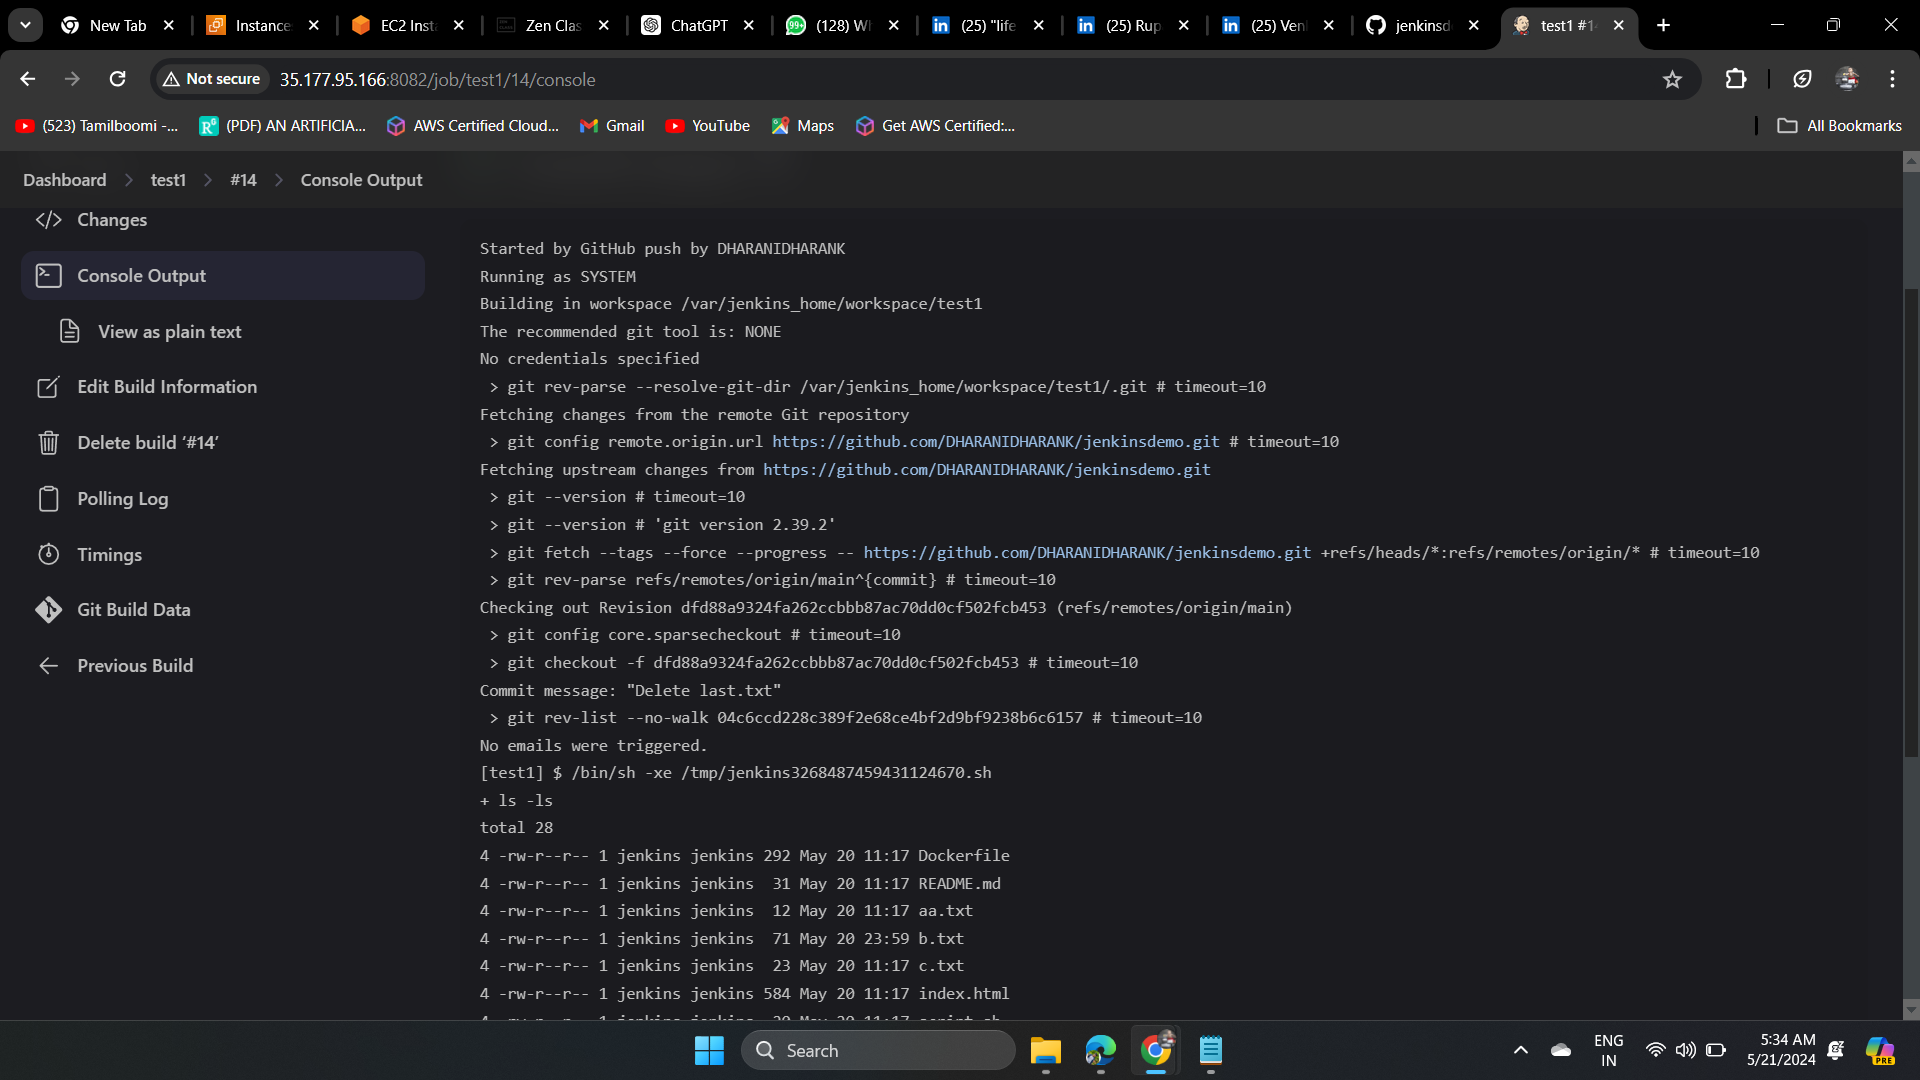 New Tab
Instance
EC2 Inst
Zen Clas
ChatGPT
99+
(128) W
(25) "life
(25) Rup
(25) Ven
jenkinsd
test1 #1
Not secure
35.177.95.166:8082/job/test1/14/console
(523) Tamilboomi -...
(PDF) AN ARTIFICIA...
AWS Certified Cloud...
Gmail
YouTube
Maps
Get AWS Certified:...
All Bookmarks
Dashboard
test1
#14
Console Output
Changes
Console Output
View as plain text
Edit Build Information
Delete build ‘#14’
Polling Log
Timings
Git Build Data
Previous Build
Started by GitHub push by DHARANIDHARANK
Running as SYSTEM
Building in workspace /var/jenkins_home/workspace/test1
The recommended git tool is: NONE
No credentials specified
> git rev-parse --resolve-git-dir /var/jenkins_home/workspace/test1/.git # timeout=10
Fetching changes from the remote Git repository
> git config remote.origin.url https://github.com/DHARANIDHARANK/jenkinsdemo.git # timeout=10
Fetching upstream changes from https://github.com/DHARANIDHARANK/jenkinsdemo.git
> git --version # timeout=10
> git --version # 'git version 2.39.2'
> git fetch --tags --force --progress -- https://github.com/DHARANIDHARANK/jenkinsdemo.git +refs/heads/*:refs/remotes/origin/* # timeout=10
> git rev-parse refs/remotes/origin/main^{commit} # timeout=10
Checking out Revision dfd88a9324fa262ccbbb87ac70dd0cf502fcb453 (refs/remotes/origin/main)
> git config core.sparsecheckout # timeout=10
> git checkout -f dfd88a9324fa262ccbbb87ac70dd0cf502fcb453 # timeout=10
Commit message: "Delete last.txt"
> git rev-list --no-walk 04c6ccd228c389f2e68ce4bf2d9bf9238b6c6157 # timeout=10
No emails were triggered.
[test1] $ /bin/sh -xe /tmp/jenkins3268487459431124670.sh
+ ls -ls
total 28
4 -rw-r--r-- 1 jenkins jenkins 292 May 20 11:17 Dockerfile
4 -rw-r--r-- 1 jenkins jenkins  31 May 20 11:17 README.md
4 -rw-r--r-- 1 jenkins jenkins  12 May 20 11:17 aa.txt
4 -rw-r--r-- 1 jenkins jenkins  71 May 20 23:59 b.txt
4 -rw-r--r-- 1 jenkins jenkins  23 May 20 11:17 c.txt
4 -rw-r--r-- 1 jenkins jenkins 584 May 20 11:17 index.html
Search
ENG
IN
5:34 AM
5/21/2024
PRE